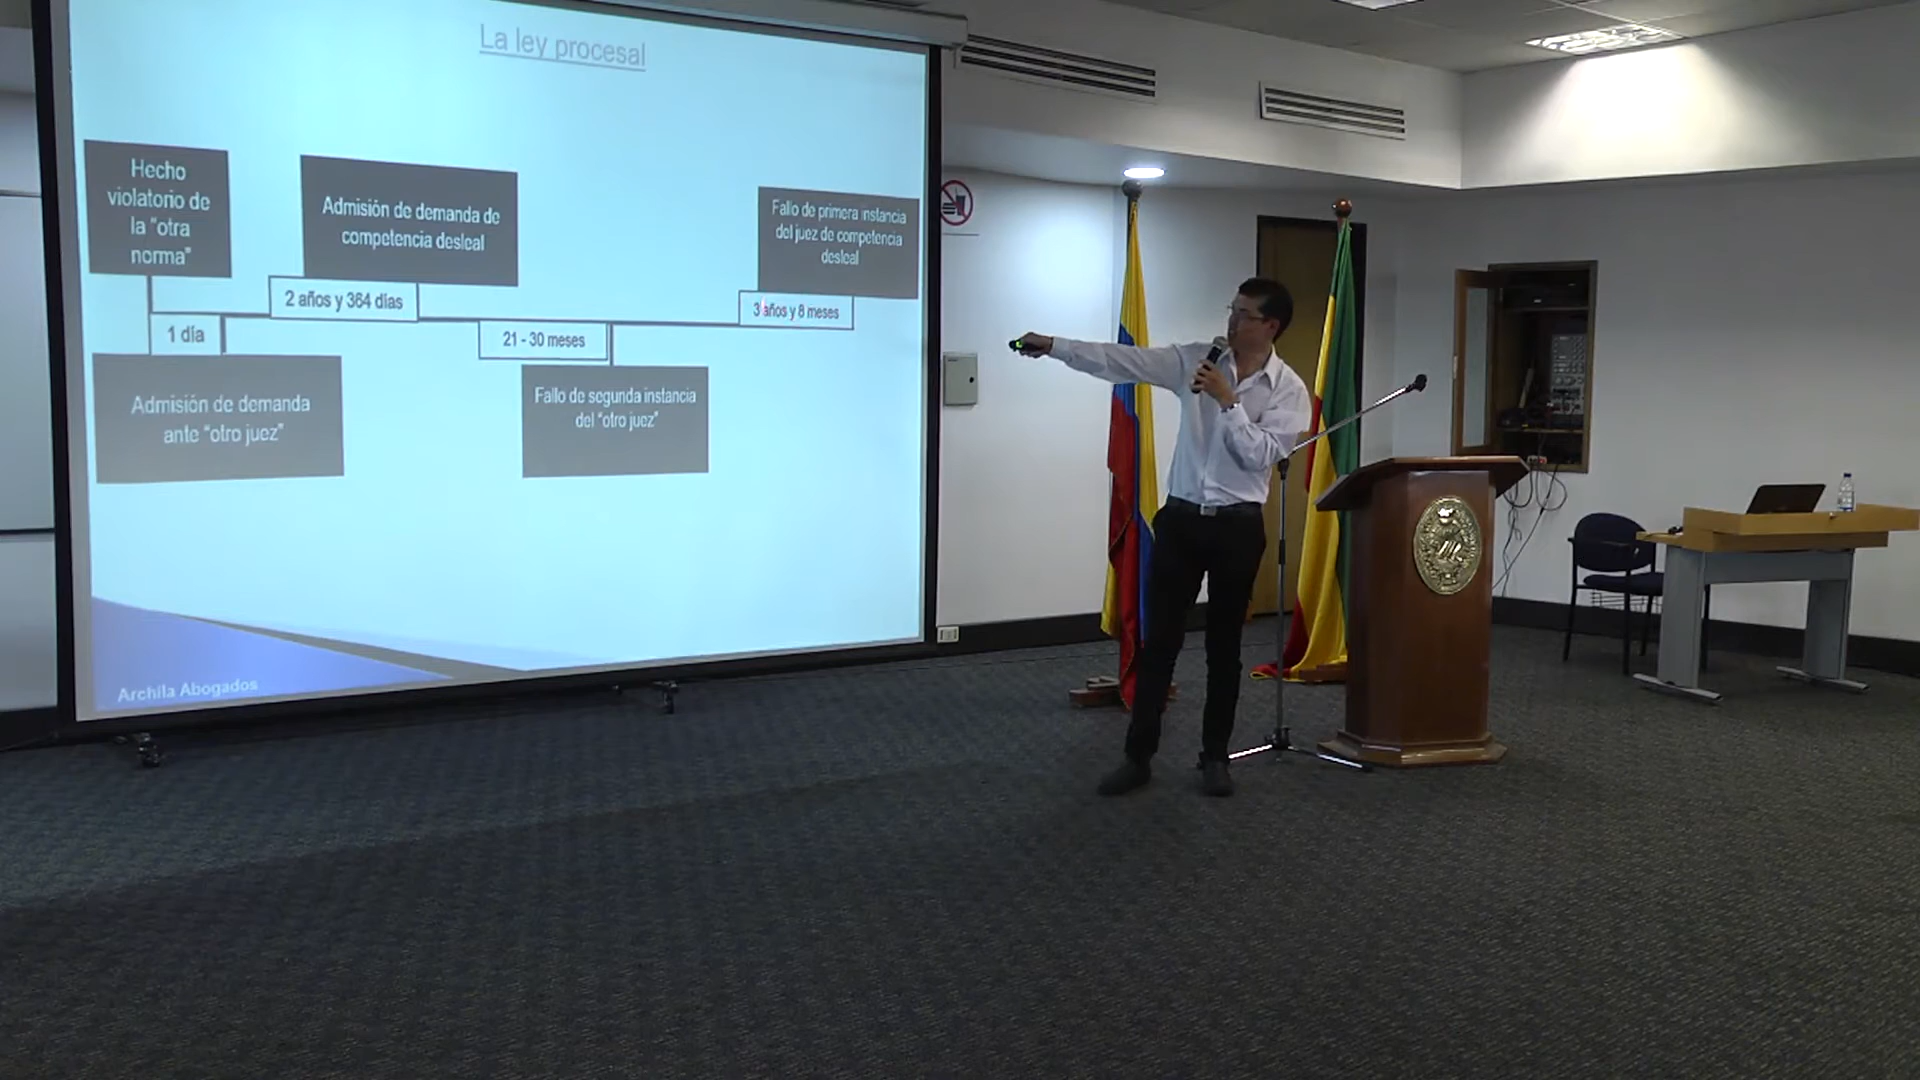 La ley procesal
Hecho
violatorio de
la "otra
norma"
Admisión de demanda de
competencia desleal
Fallo de primera instancia
del juez de competencia
desleal
2 años y 364 días
3 años y 8 meses
1 día
21 - 30 meses
Admisión de demanda
ante "otro juez"
Fallo de segunda instancia
del "otro juez"
Archila Abogados